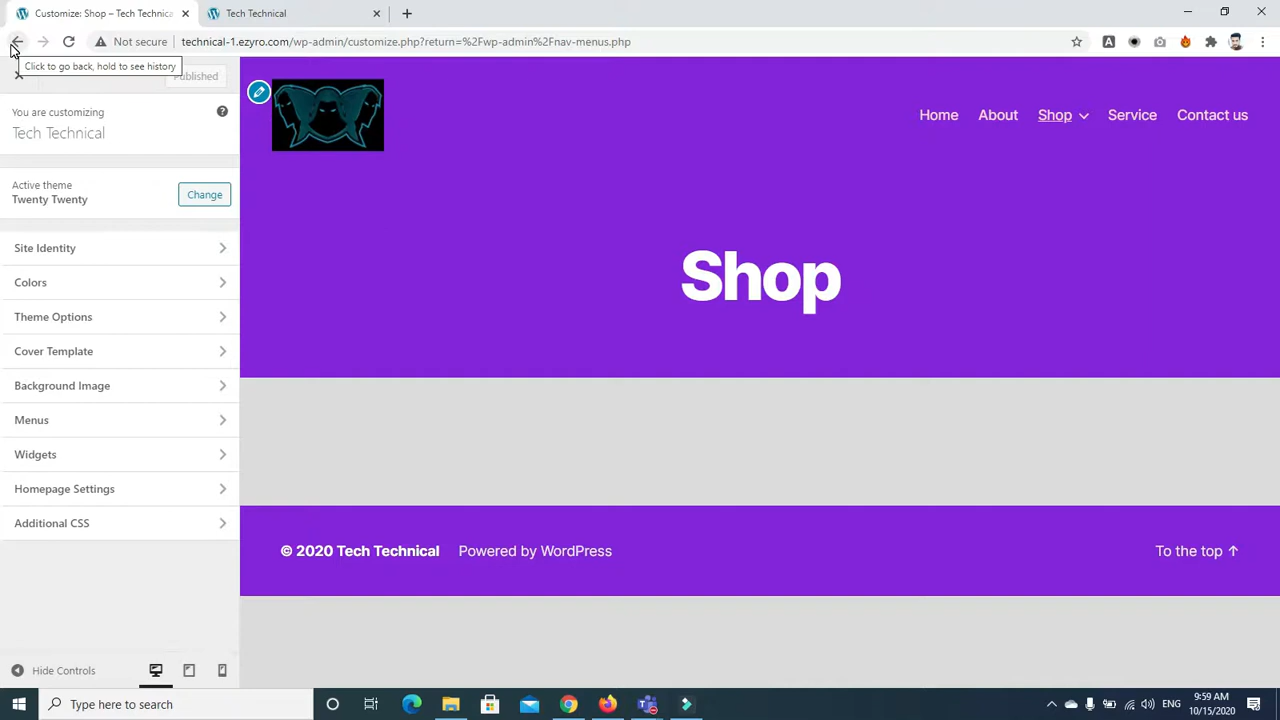 Customize: Shop – Tech Technica
Tech Technical
Not secure
technical-1.ezyro.com/wp-admin/customize.php?return=%2Fwp-admin%2Fnav-menus.php
Click to go back, hold to see history
Published
You are customizing
Tech Technical
Active theme
Twenty Twenty
Change
Site Identity
Colors
Theme Options
Cover Template
Background Image
Menus
Widgets
Homepage Settings
Additional CSS
Hide Controls
Home About Shop Service Contact us
Shop
© 2020 Tech Technical Powered by WordPress To the top ↑
Type here to search
ENG
9:59 AM
10/15/2020